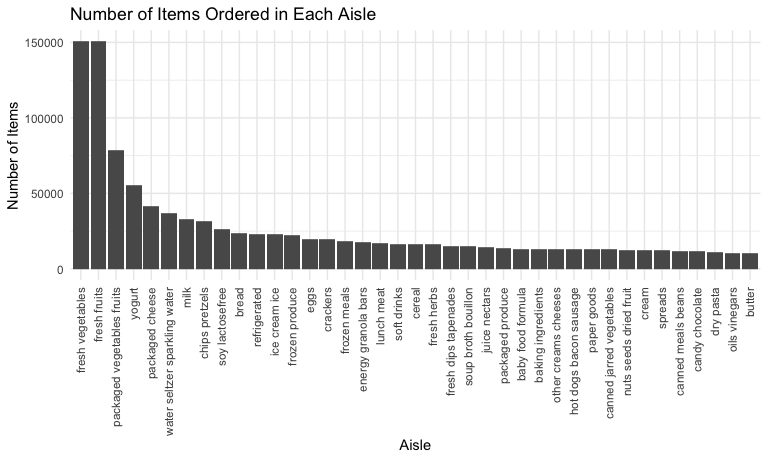 Number of Items Ordered in Each Aisle
Number of Items
150000
100000
50000
0
fresh vegetables
fresh fruits
packaged vegetables fruits
yogurt
packaged cheese
water seltzer sparkling water
milk
chips pretzels
soy lactosefree
bread
refrigerated
ice cream ice
frozen produce
eggs
crackers
frozen meals
energy granola bars
lunch meat
soft drinks
cereal
fresh herbs
fresh dips tapenades
soup broth bouillon
juice nectars
packaged produce
baby food formula
baking ingredients
other creams cheeses
hot dogs bacon sausage
paper goods
canned jarred vegetables
nuts seeds dried fruit
cream
spreads
canned meals beans
candy chocolate
dry pasta
oils vinegars
butter
Aisle